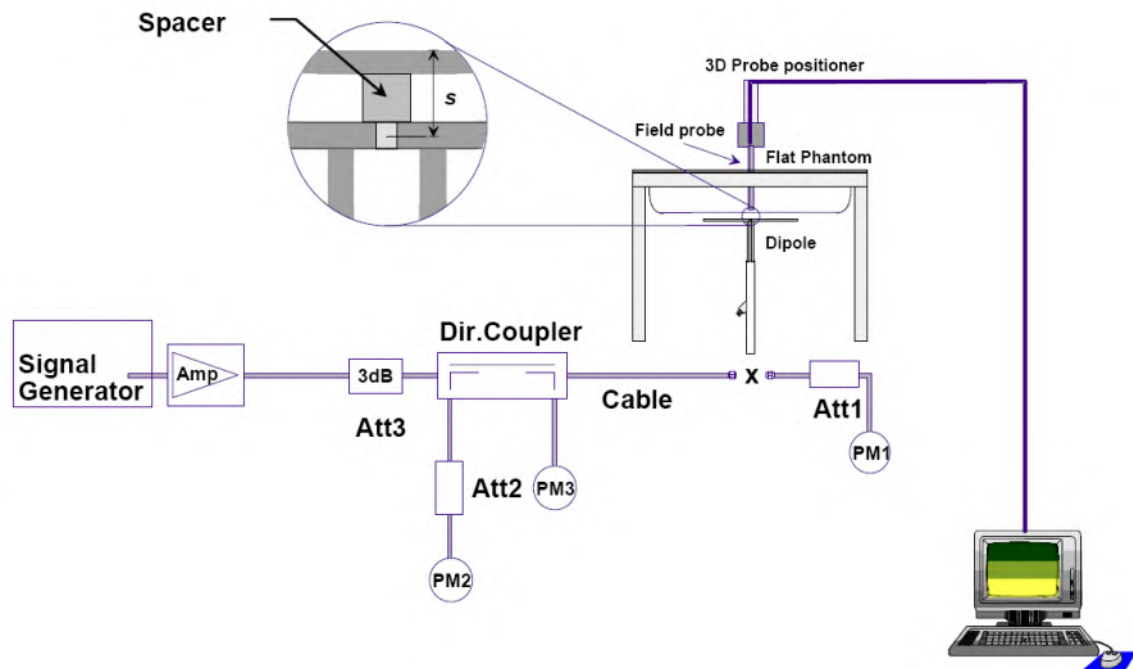 Spacer
s
3D Probe positioner
Field probe
Flat Phantom
Dipole
Signal
Generator
Amp
3dB
Att3
Dir.Coupler
Cable
x
Att1
PM1
Att2
PM3
PM2